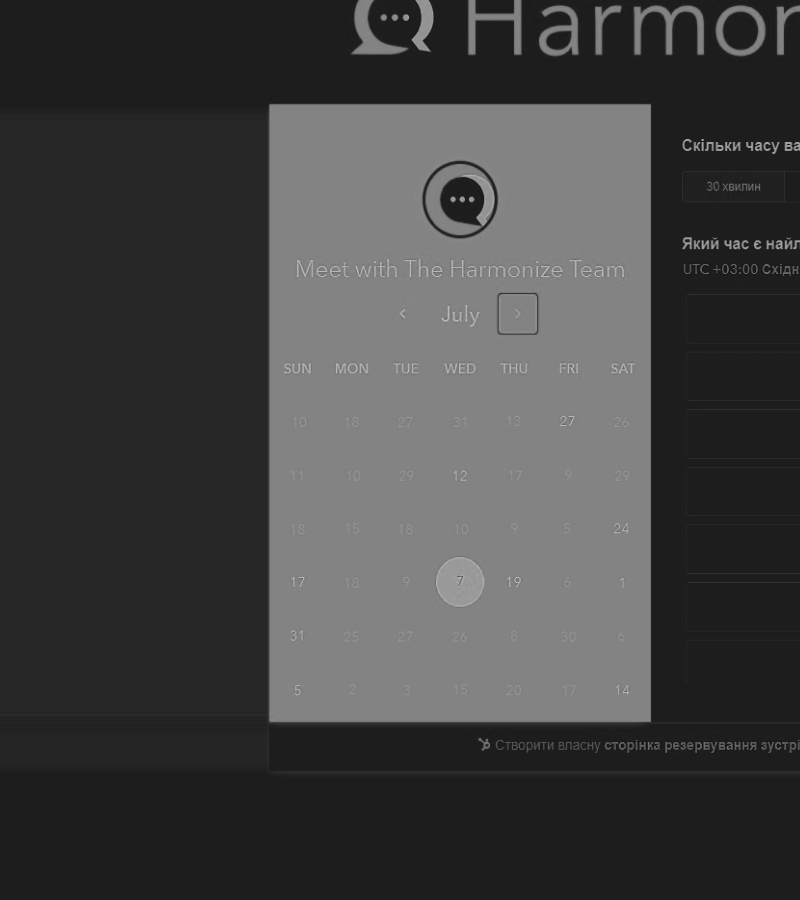 Harmon
Скільки часу ва
30 хвилин
Який час є найл
UTC +03:00 Східн
Meet with The Harmonize Team
July
SUN MON TUE WED THU FRI SAT
10 18 27 31 13 27 26
11 10 29 12 17 9 29
18 15 18 10 9 5 24
17 18 9 7 19 6 1
31 25 27 26 8 30 6
5 2 3 15 20 17 14
Створити власну сторінка резервування зустрі